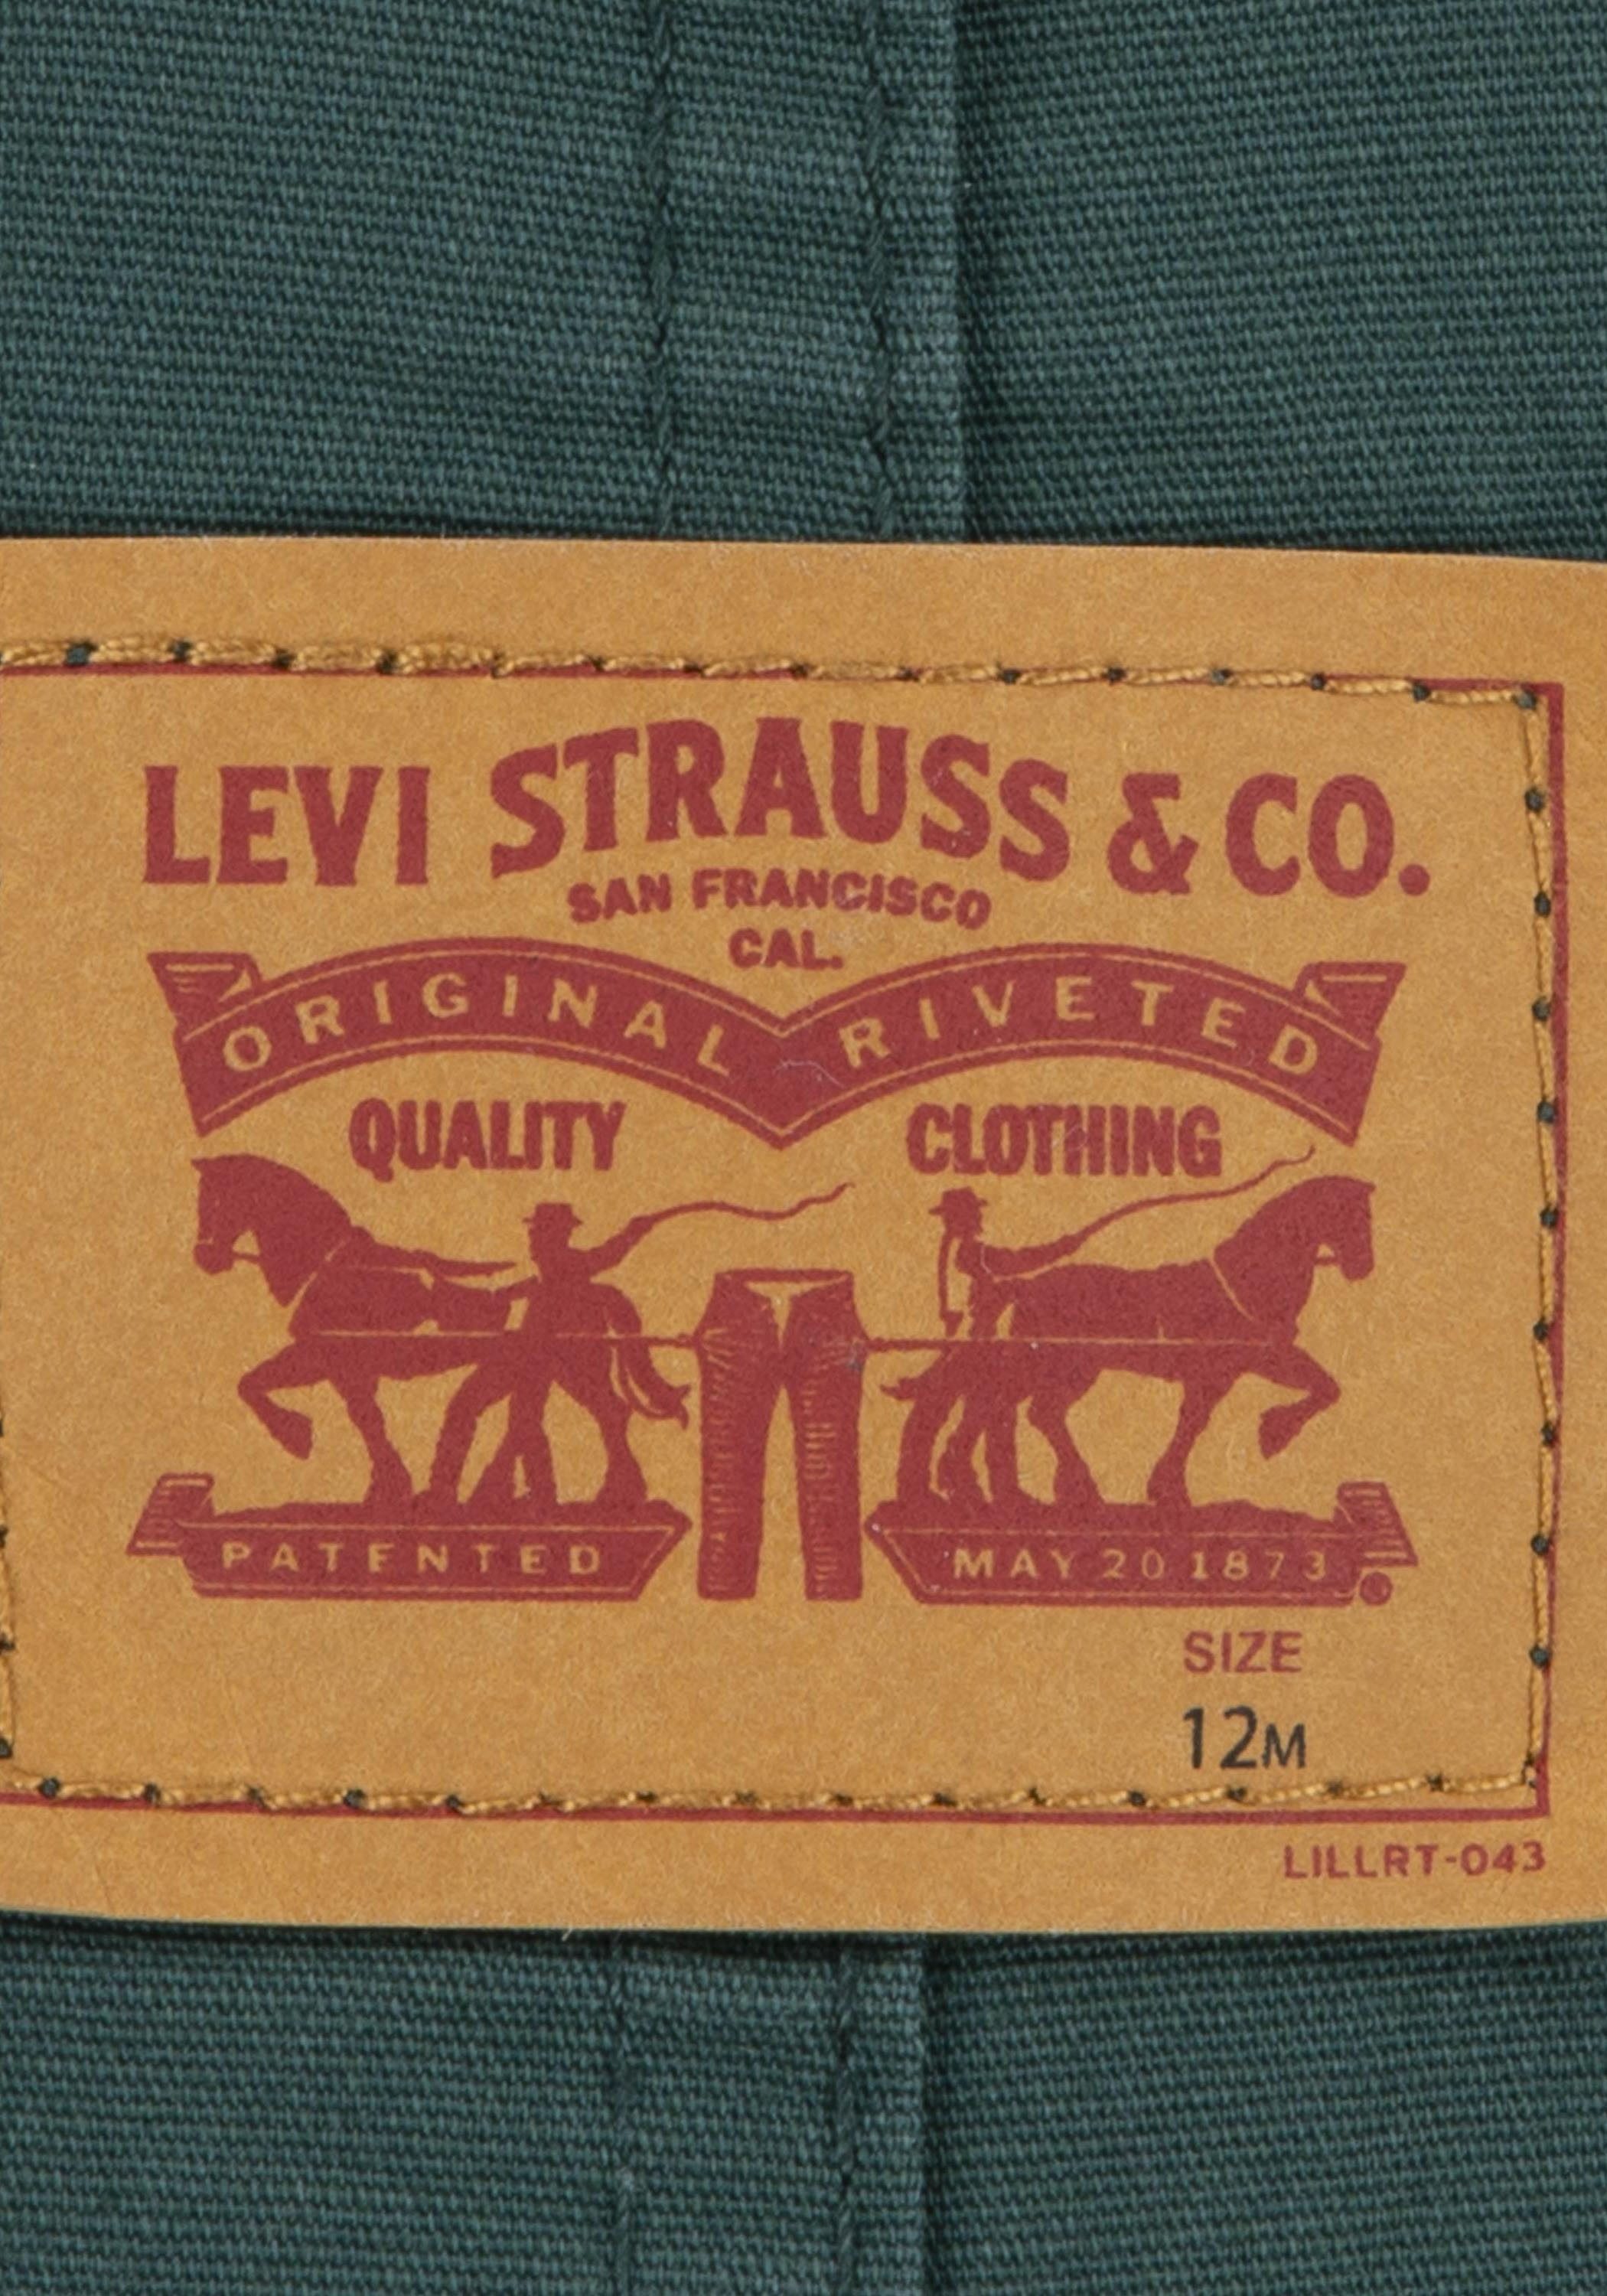 LEVI STRAUSS & CO.
SAN FRANCISCO
CAL.
ORIGINAL RIVETED
QUALITY CLOTHING
PATENTED MAY 20 1873
SIZE
12M
LILLRT-043